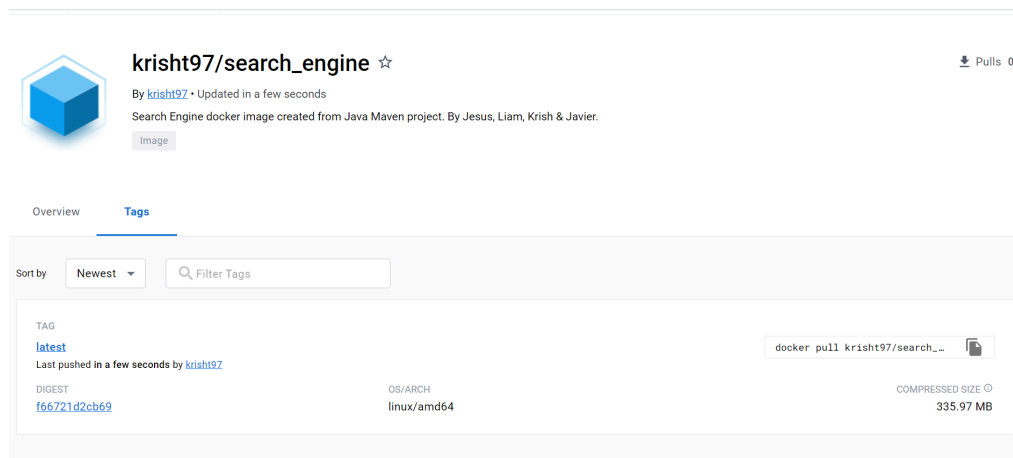 krisht97/search_engine
Pulls 0
By krisht97 • Updated in a few seconds
Search Engine docker image created from Java Maven project. By Jesus, Liam, Krish & Javier.
Image
Overview Tags
Sort by Newest Filter Tags
TAG
latest
docker pull krisht97/search_…
Last pushed in a few seconds by krisht97
DIGEST OS/ARCH COMPRESSED SIZE
f66721d2cb69 linux/amd64 335.97 MB